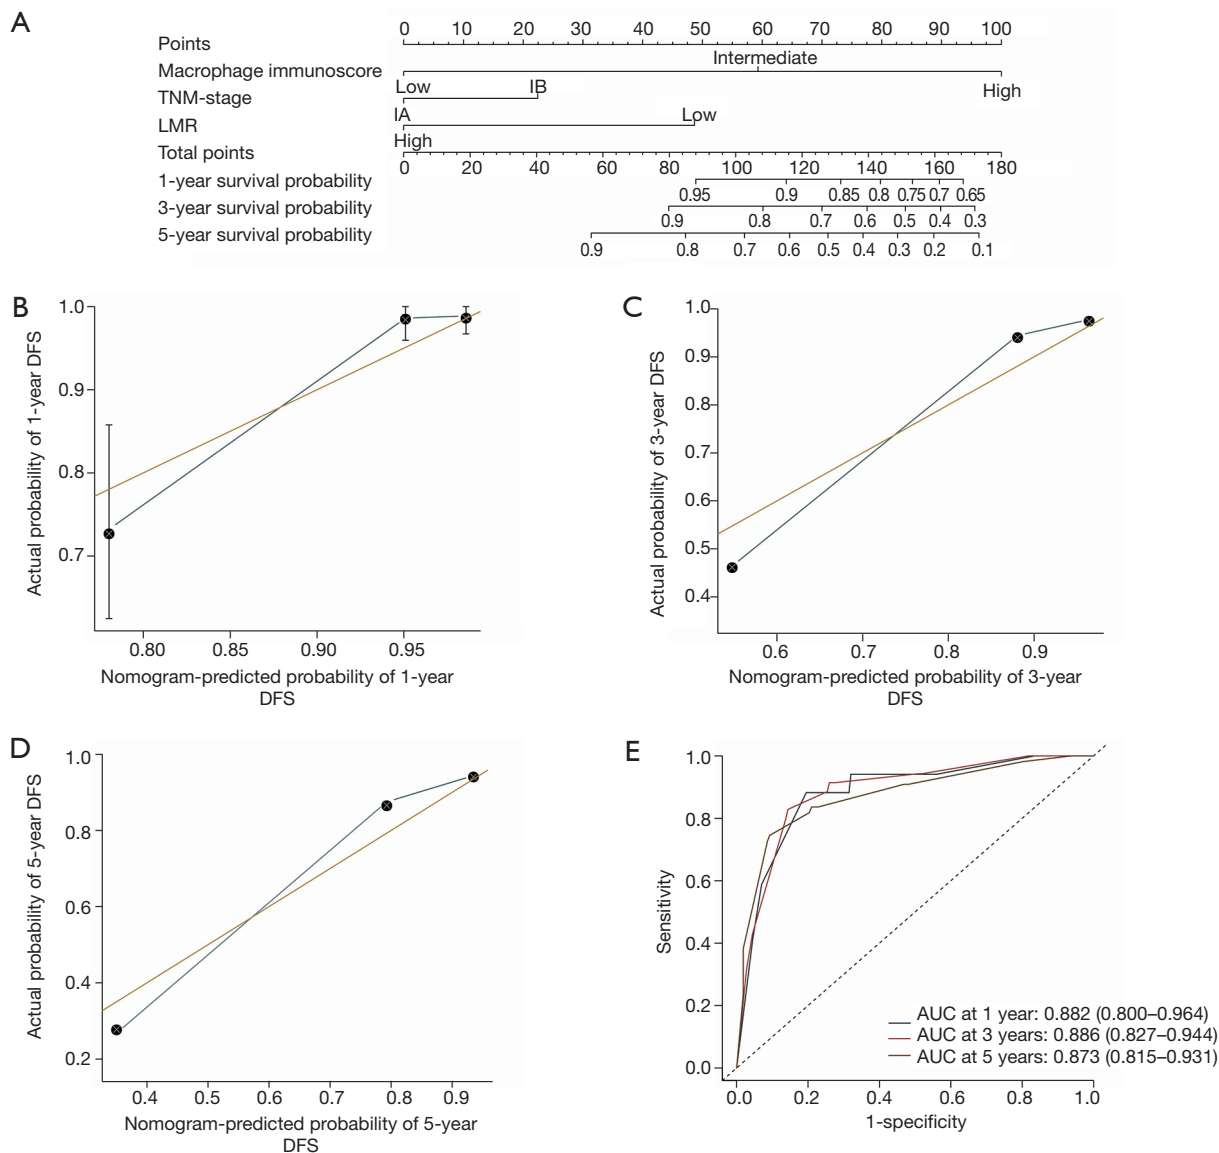 A
Points
0 10 20 30 40 50 60 70 80 90 100
Macrophage immunoscore
Intermediate
Low
High
TNM-stage
IB
IA
LMR
Low
High
Total points
0 20 40 60 80 100 120 140 160 180
1-year survival probability
0.95 0.9 0.85 0.8 0.75 0.7 0.65
3-year survival probability
0.9 0.8 0.7 0.6 0.5 0.4 0.3
5-year survival probability
0.9 0.8 0.7 0.6 0.5 0.4 0.3 0.2 0.1
B
Actual probability of 1-year DFS
1.0
0.9
0.8
0.7
0.80 0.85 0.90 0.95
Nomogram-predicted probability of 1-year
DFS
C
Actual probability of 3-year DFS
1.0
0.9
0.8
0.7
0.6
0.5
0.4
0.6 0.7 0.8 0.9
Nomogram-predicted probability of 3-year
DFS
D
Actual probability of 5-year DFS
1.0
0.8
0.6
0.4
0.2
0.4 0.5 0.6 0.7 0.8 0.9
Nomogram-predicted probability of 5-year
DFS
E
Sensitivity
1.0
0.8
0.6
0.4
0.2
0.0
AUC at 1 year: 0.882 (0.800–0.964)
AUC at 3 years: 0.886 (0.827–0.944)
AUC at 5 years: 0.873 (0.815–0.931)
0.0 0.2 0.4 0.6 0.8 1.0
1-specificity